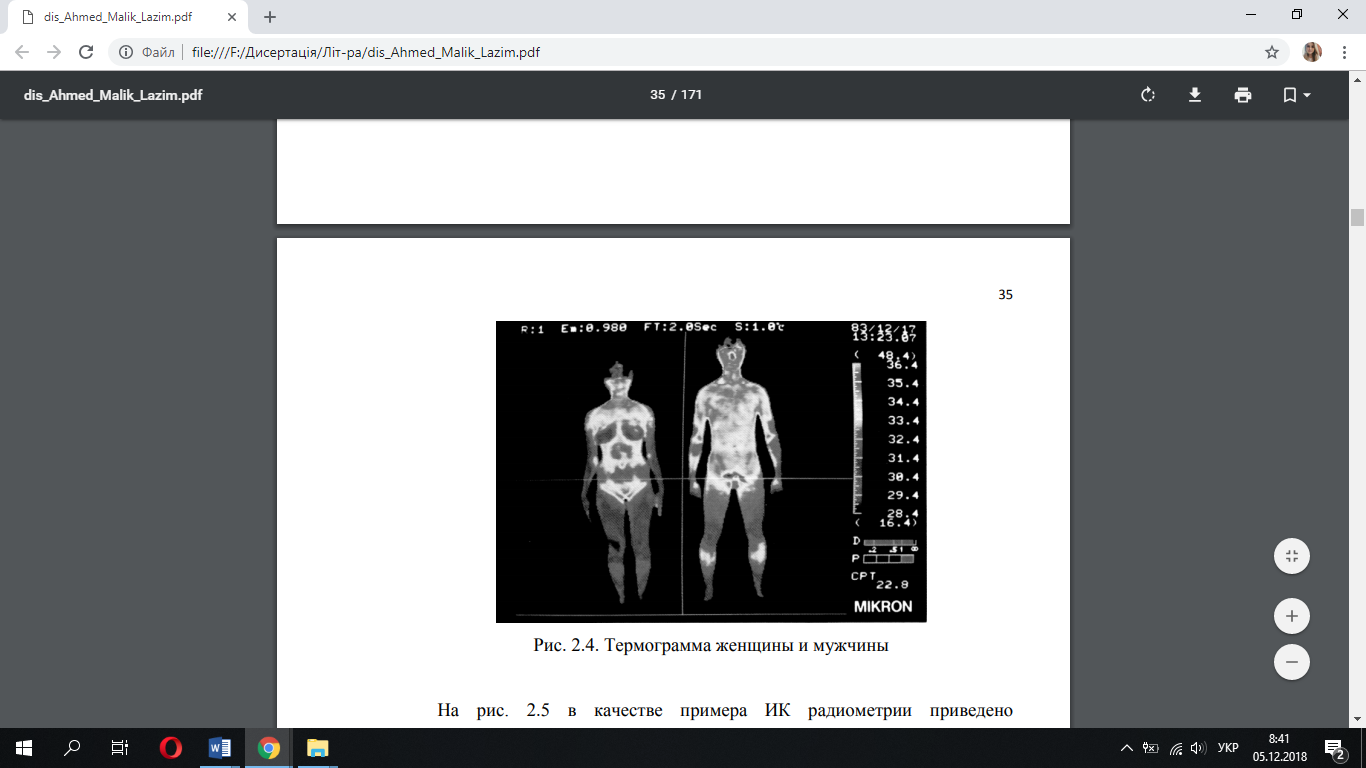 dis_Ahmed_Malik_Lazim.pdf
Файл
file:///F:/Дисертація/Літ-ра/dis_Ahmed_Malik_Lazim.pdf
dis_Ahmed_Malik_Lazim.pdf
35 / 171
35
R:1 Em:0.980 FT:2.0Sec S:1.0℃
83/12/17
13:23.07
( 48.4)
36.4
35.4
34.4
33.4
32.4
31.4
30.4
29.4
28.4
( 16.4)
D
.2 .5 1 ∞
P
CPT
22.8
MIKRON
Рис. 2.4. Термограмма женщины и мужчины
На рис. 2.5 в качестве примера ИК радиометрии приведено
УКР
8:41
05.12.2018
2